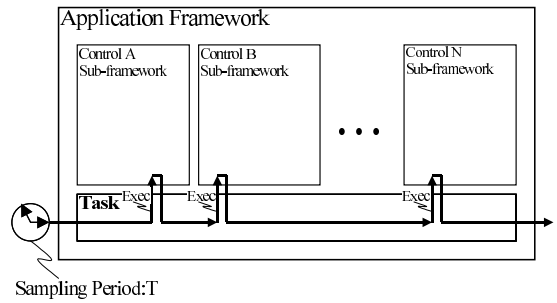 Application Framework
Control A
Sub-framework
Control B
Sub-framework
Control N
Sub-framework
Task
Exec
Exec
Exec
Sampling Period:T